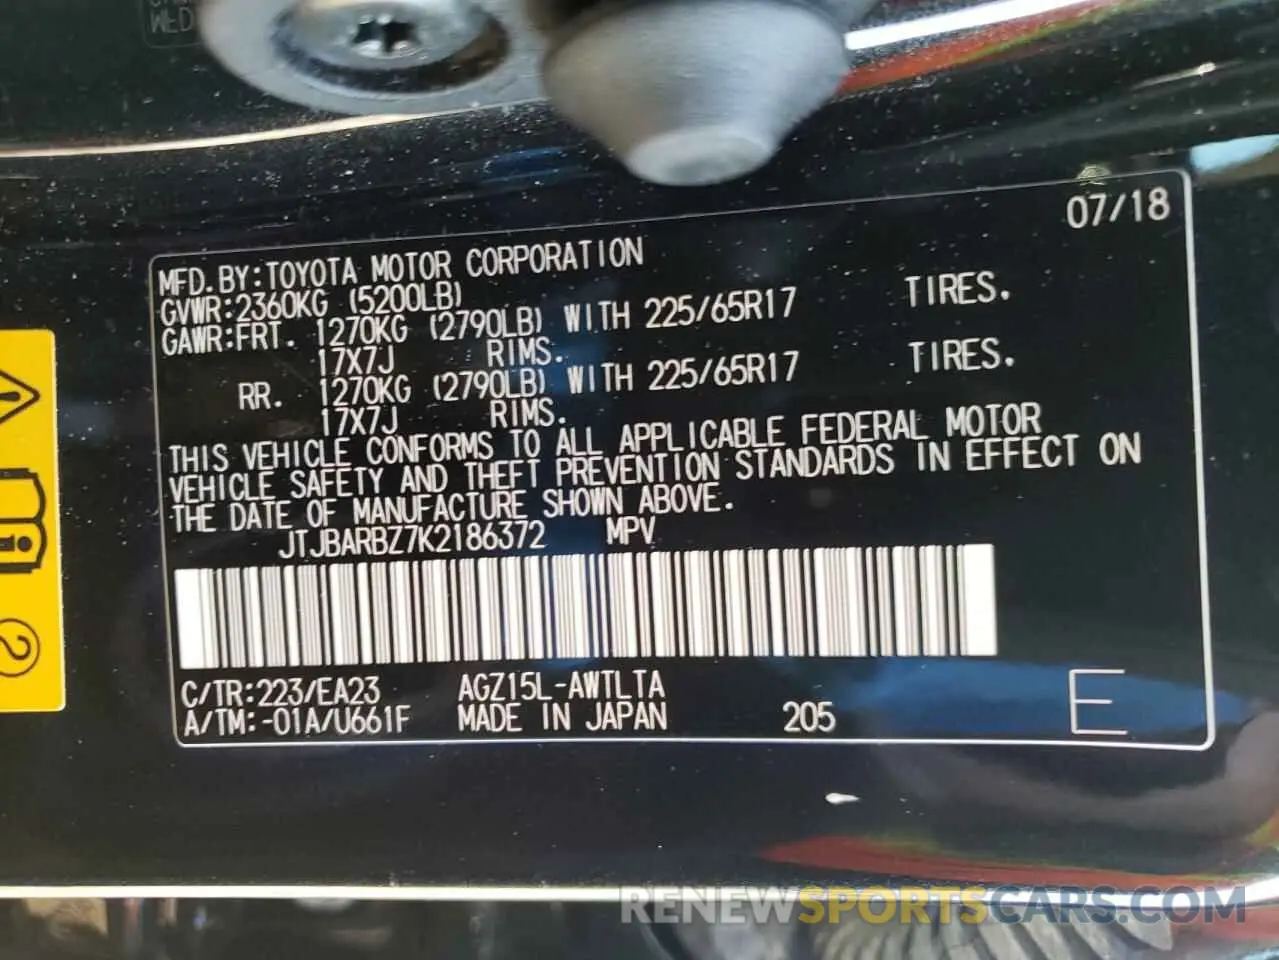 07/18
MFD. BY:TOYOTA MOTOR CORPORATION
GVWR:2360KG (5200LB)
GAWR:FRT. 1270KG (2790LB) WITH 225/65R17 TIRES.
17X7J RIMS.
RR. 1270KG (2790LB) WITH 225/65R17 TIRES.
17X7J RIMS.
THIS VEHICLE CONFORMS TO ALL APPLICABLE FEDERAL MOTOR
VEHICLE SAFETY AND THEFT PREVENTION STANDARDS IN EFFECT ON
THE DATE OF MANUFACTURE SHOWN ABOVE.
JTJBARBZ7K2186372 MPV
C/TR:223/EA23 AGZ15L-AWTLTA
A/TM:-01A/U661F MADE IN JAPAN 205 E
2
RENEWSPORTSCARS.COM